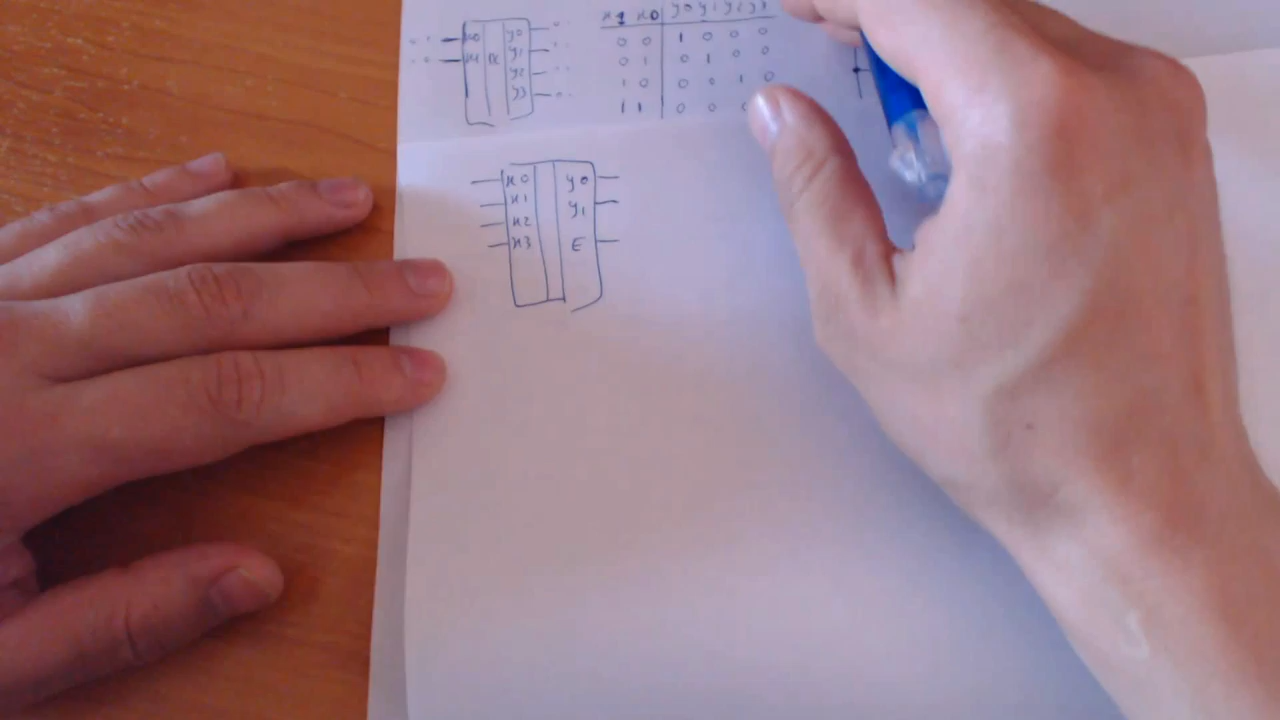 x0 DC y0
x1 y1
y2
y3
x1 x0 y0 y1 y2 y3
0 0 1 0 0 0
0 1 0 1 0 0
1 0 0 0 1 0
1 1 0 0
x0 y0
x1 y1
x2
x3 E